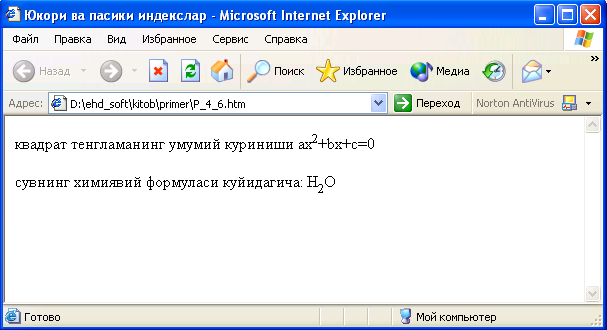 Юкори ва пасики индекслар - Microsoft Internet Explorer
Файл Правка Вид Избранное Сервис Справка
Назад Поиск Избранное Медиа
Адрес: D:\ehd_soft\kitob\primer\P_4_6.htm Переход Norton AntiVirus
квадрат тенгламанинг умумий куриниши ax²+bx+c=0
сувнинг химиявий формуласи куйидагича: H₂O
Готово Мой компьютер